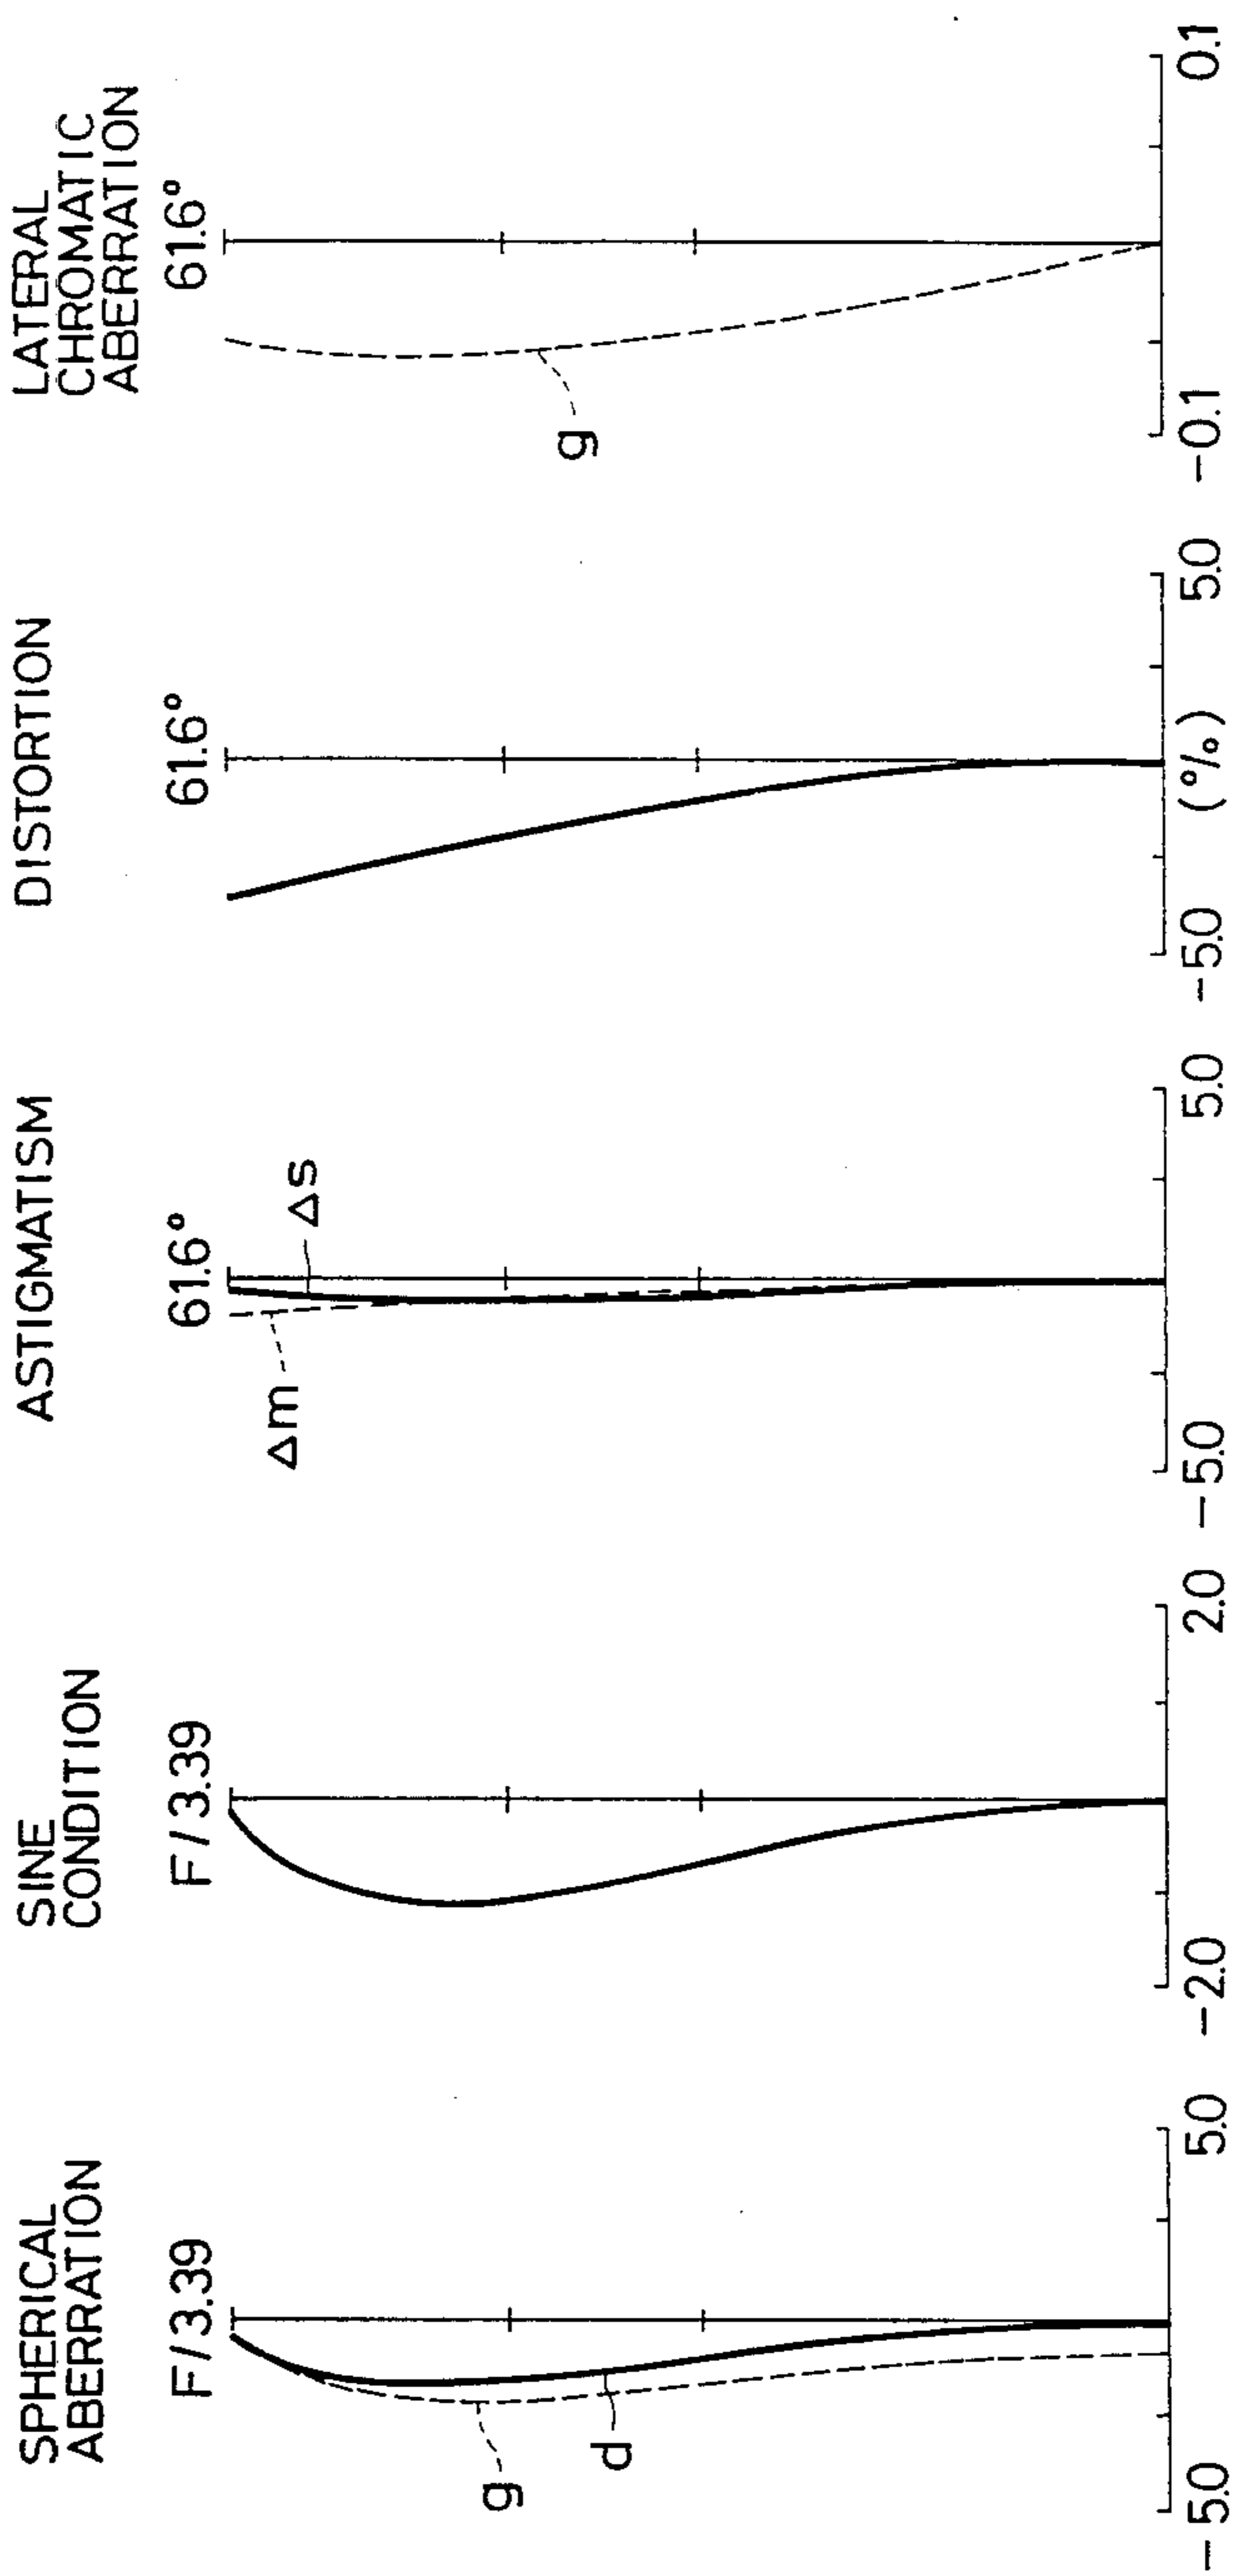 SPHERICAL
ABERRATION
F/3.39
g
d
-5.0
5.0
SINE
CONDITION
F/3.39
-2.0
2.0
ASTIGMATISM
61.6°
Δm
Δs
-5.0
5.0
DISTORTION
61.6°
-5.0
(%)
5.0
LATERAL
CHROMATIC
ABERRATION
61.6°
g
-0.1
0.1